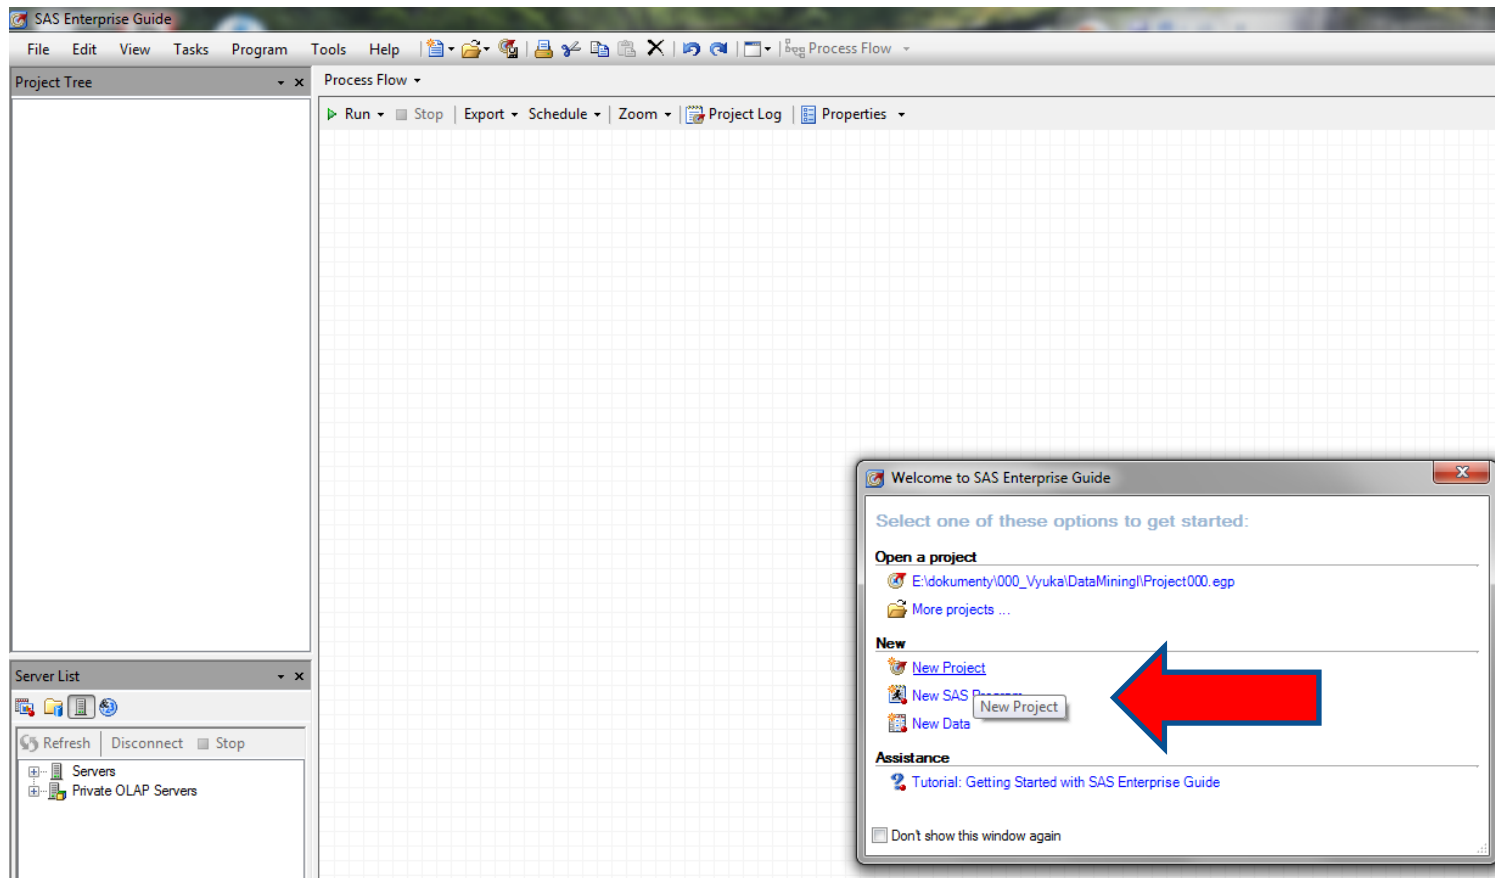 SAS Enterprise Guide
File Edit View Tasks Program Tools Help Process Flow
Project Tree
Process Flow
Run Stop Export Schedule Zoom Project Log Properties
Welcome to SAS Enterprise Guide
Select one of these options to get started:
Open a project
E:\dokumenty\000_Vyuka\DataMiningI\Project000.egp
More projects ...
New
New Project
New SAS Program
New Project
New Data
Assistance
Tutorial: Getting Started with SAS Enterprise Guide
Don't show this window again
Server List
Refresh Disconnect Stop
Servers
Private OLAP Servers